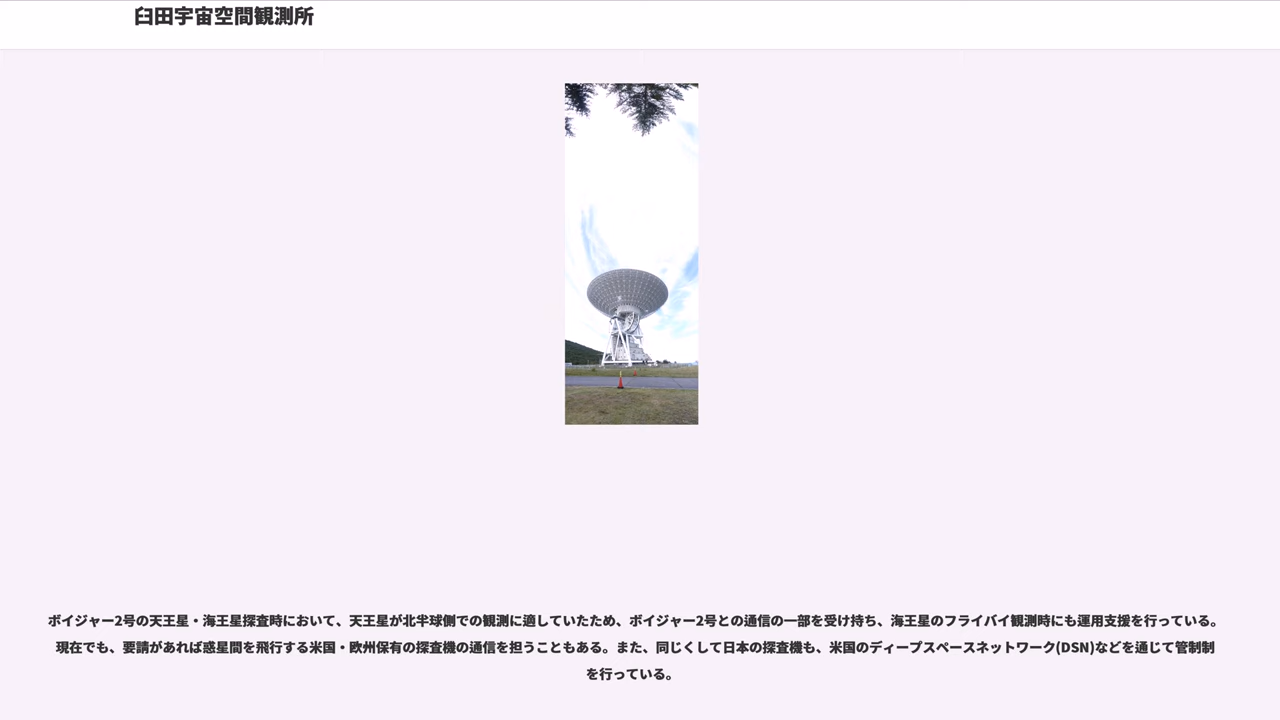 臼田宇宙空間観測所
ボイジャー2号の天王星・海王星探査時において、天王星が北半球側での観測に適していたため、ボイジャー2号との通信の一部を受け持ち、海王星のフライバイ観測時にも運用支援を行っている。
現在でも、要請があれば惑星間を飛行する米国・欧州保有の探査機の通信を担うこともある。また、同じくして日本の探査機も、米国のディープスペースネットワーク(DSN)などを通じて管制制
を行っている。